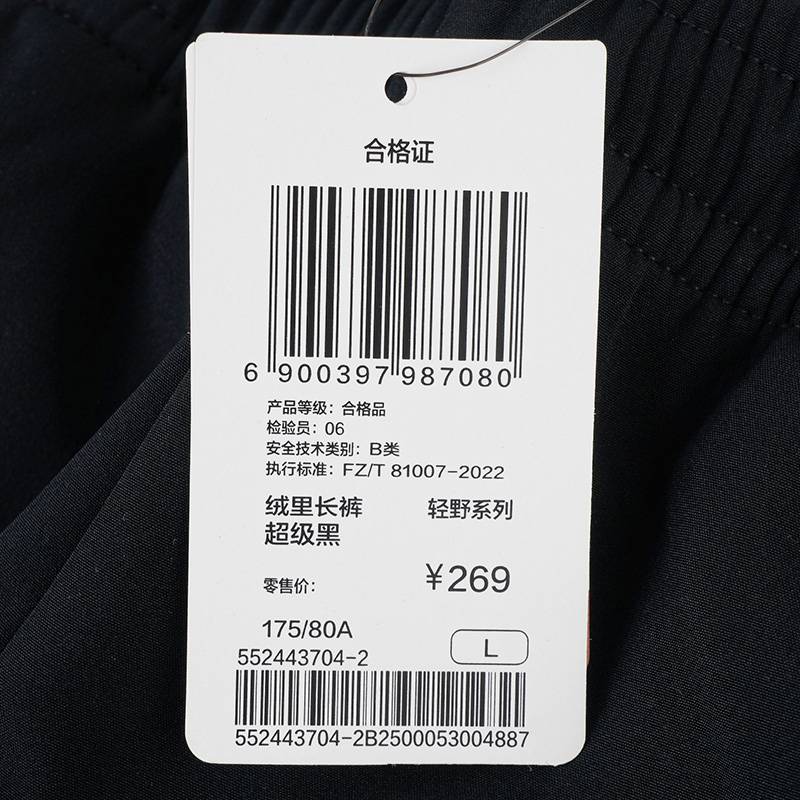 合格证
6 900397 987080
产品等级：合格品
检验员：06
安全技术类别：B类
执行标准：FZ/T 81007-2022
绒里长裤 轻野系列
超级黑
零售价： ¥269
175/80A L
552443704-2
552443704-2B2500053004887